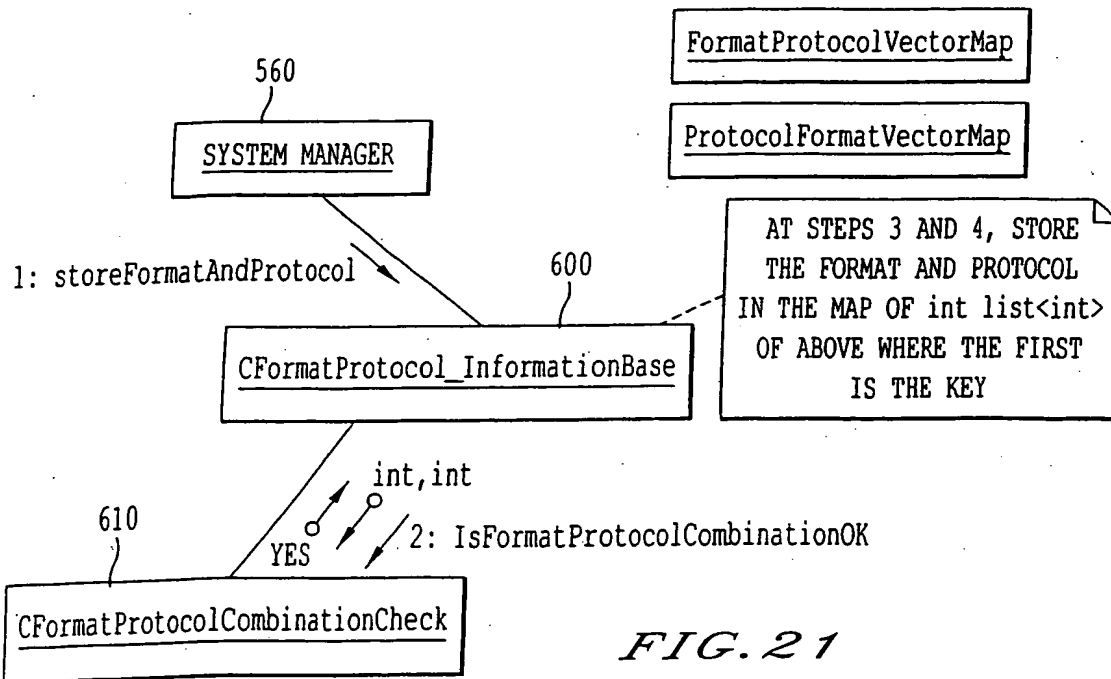 FormatProtocolVectorMap
560
ProtocolFormatVectorMap
SYSTEM MANAGER
AT STEPS 3 AND 4, STORE
THE FORMAT AND PROTOCOL
IN THE MAP OF int list<int>
OF ABOVE WHERE THE FIRST
IS THE KEY
1: storeFormatAndProtocol
600
CFormatProtocol_InformationBase
int,int
YES
2: IsFormatProtocolCombinationOK
610
CFormatProtocolCombinationCheck
FIG.21